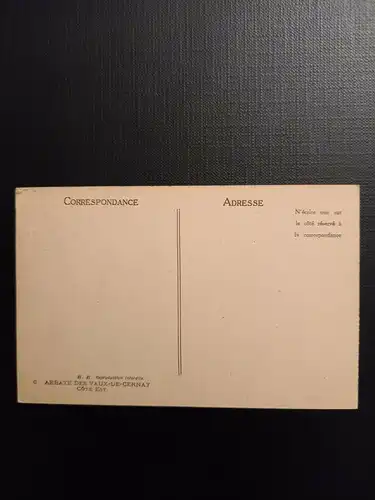 CORRESPONDANCE
ADRESSE
N'écrire que sur
le côté réservé à
la correspondance
Reproduction interdite
6 ABBAYE DES VAUX-DE-CERNAY
CÔTÉ EST.